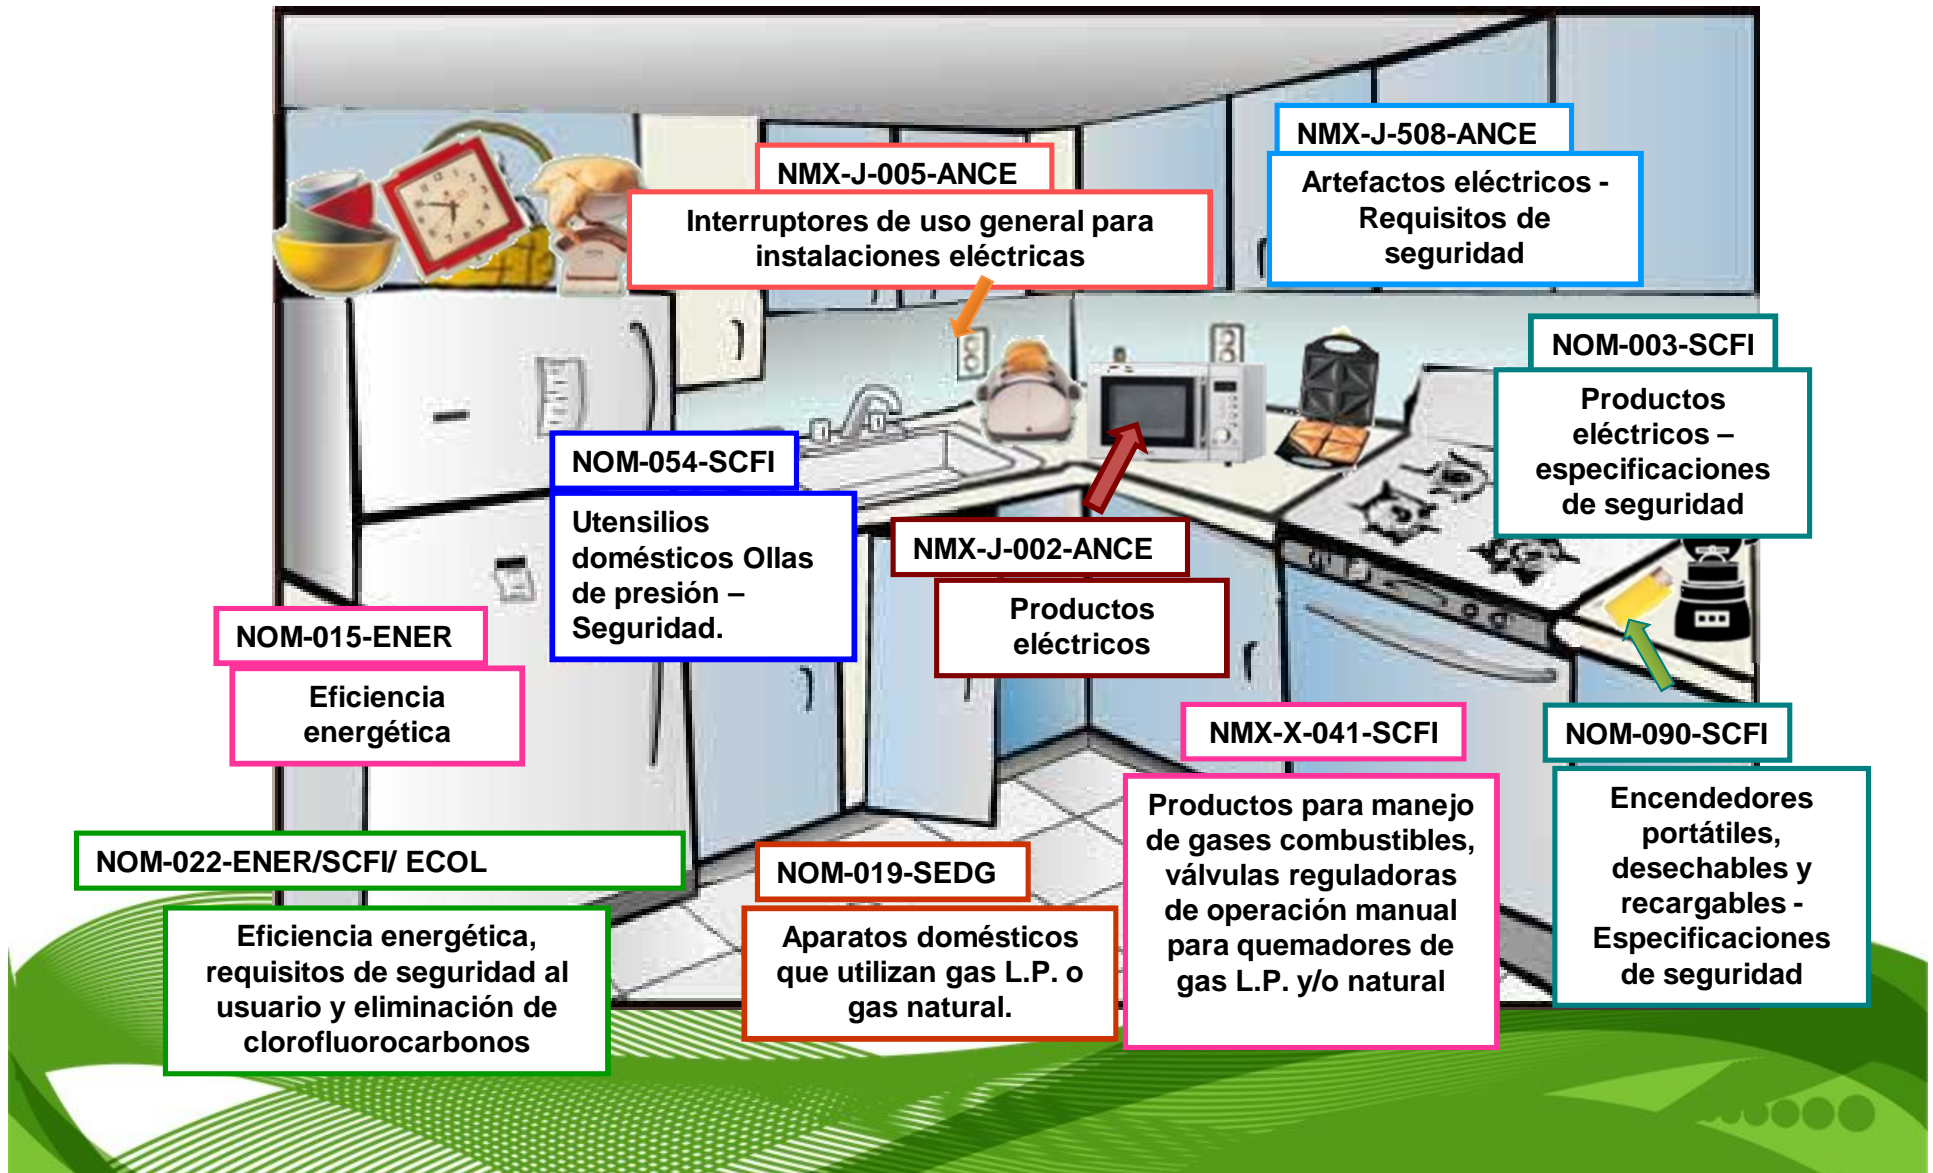 NMX-J-005-ANCE
Interruptores de uso general para
instalaciones eléctricas
NMX-J-508-ANCE
Artefactos eléctricos -
Requisitos de
seguridad
NOM-003-SCFI
Productos
eléctricos –
especificaciones
de seguridad
NOM-054-SCFI
Utensilios
domésticos Ollas
de presión –
Seguridad.
NMX-J-002-ANCE
Productos
eléctricos
NOM-015-ENER
Eficiencia
energética
NMX-X-041-SCFI
Productos para manejo
de gases combustibles,
válvulas reguladoras
de operación manual
para quemadores de
gas L.P. y/o natural
NOM-090-SCFI
Encendedores
portátiles,
desechables y
recargables -
Especificaciones
de seguridad
NOM-022-ENER/SCFI/ ECOL
Eficiencia energética,
requisitos de seguridad al
usuario y eliminación de
clorofluorocarbonos
NOM-019-SEDG
Aparatos domésticos
que utilizan gas L.P. o
gas natural.